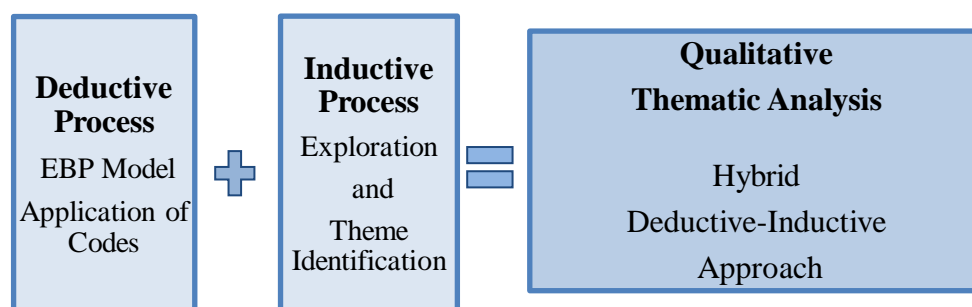 Deductive
Process
EBP Model
Application of
Codes
Inductive
Process
Exploration
and
Theme
Identification
Qualitative
Thematic Analysis
Hybrid
Deductive-Inductive
Approach